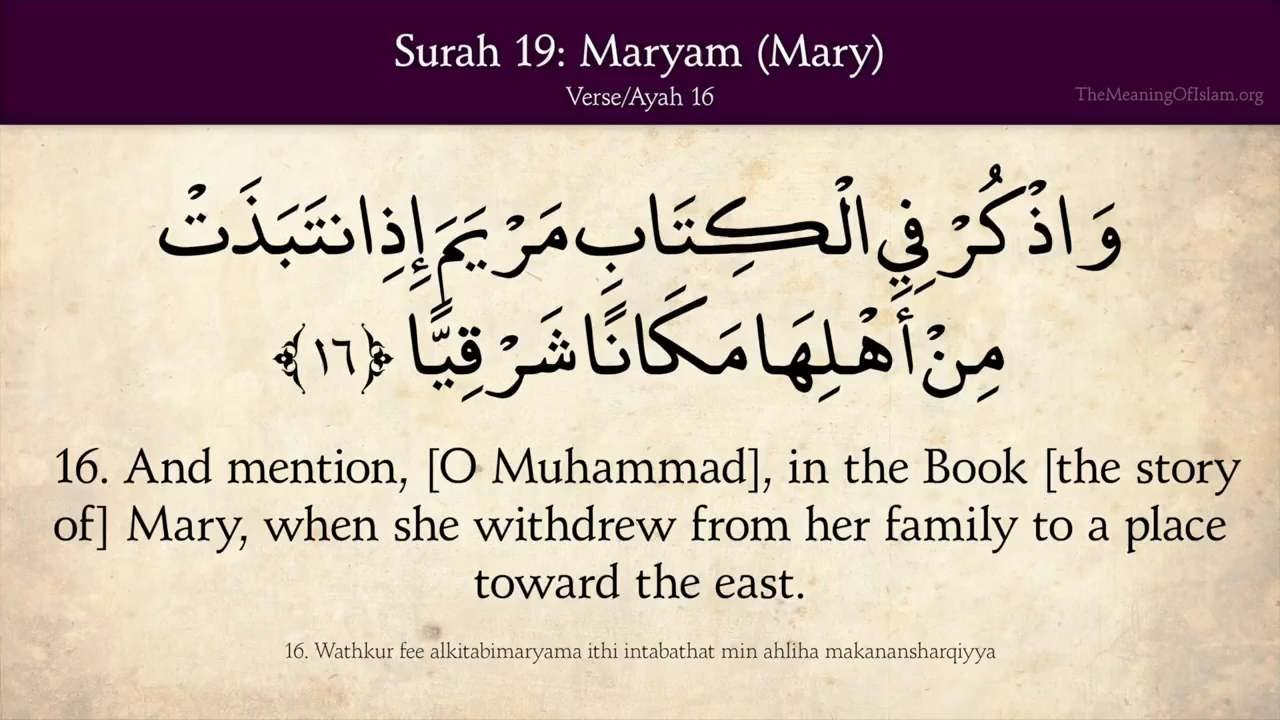 Surah 19: Maryam (Mary)
Verse/Ayah 16
TheMeaningOfIslam.org
وَاذْكُرْ فِي الْكِتَابِ مَرْيَمَ إِذِ انتَبَذَتْ
مِنْ أَهْلِهَا مَكَانًا شَرْقِيًّا ﴿١٦﴾
16. And mention, [O Muhammad], in the Book [the story
of] Mary, when she withdrew from her family to a place
toward the east.
16. Wathkur fee alkitabimaryama ithi intabathat min ahliha makanansharqiyya